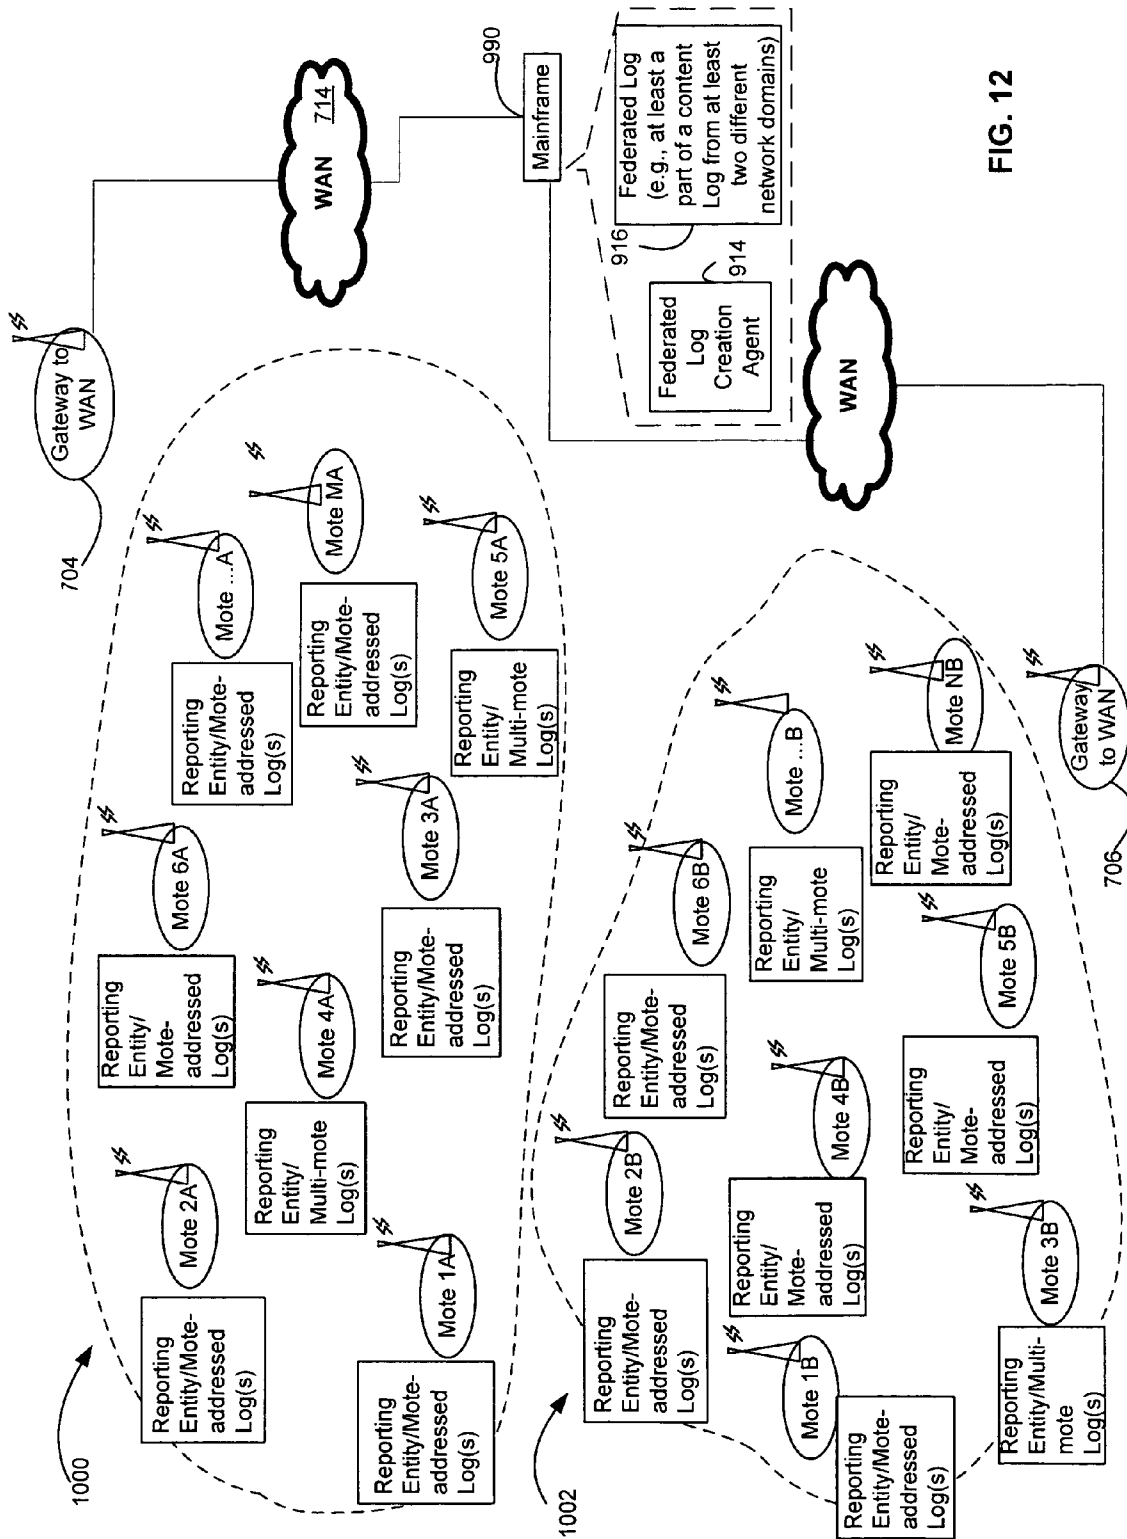 1000
Reporting
Entity/Mote-
addressed
Log(s)
Mote 2A
Reporting
Entity/
Mote-
addressed
Log(s)
Mote 6A
Reporting
Entity/Mote-
addressed
Log(s)
Mote ...A
704
Gateway to
WAN
Reporting
Entity/
Multi-mote
Log(s)
Mote 4A
Reporting
Entity/Mote-
addressed
Log(s)
Mote MA
WAN
714
Reporting
Entity/Mote-
addressed
Log(s)
Mote 1A
Reporting
Entity/Mote-
addressed
Log(s)
Mote 3A
Reporting
Entity/
Multi-mote
Log(s)
Mote 5A
990
Mainframe
1002
Reporting
Entity/Mote-
addressed
Log(s)
Mote 2B
Reporting
Entity/Mote-
addressed
Log(s)
Mote 6B
916
Federated Log
(e.g., at least a
part of a content
Log from at least
two different
network domains)
914
Federated
Log
Creation
Agent
Reporting
Entity/
Mote-
addressed
Log(s)
Mote 4B
Reporting
Entity/
Multi-mote
Log(s)
Mote ...B
WAN
Mote 1B
Reporting
Entity/Mote-
addressed
Log(s)
Reporting
Entity/
Mote-
addressed
Log(s)
Mote 5B
Reporting
Entity/
Mote-
addressed
Log(s)
Mote NB
Reporting
Entity/Multi-
mote
Log(s)
Mote 3B
706
Gateway
to WAN
FIG. 12